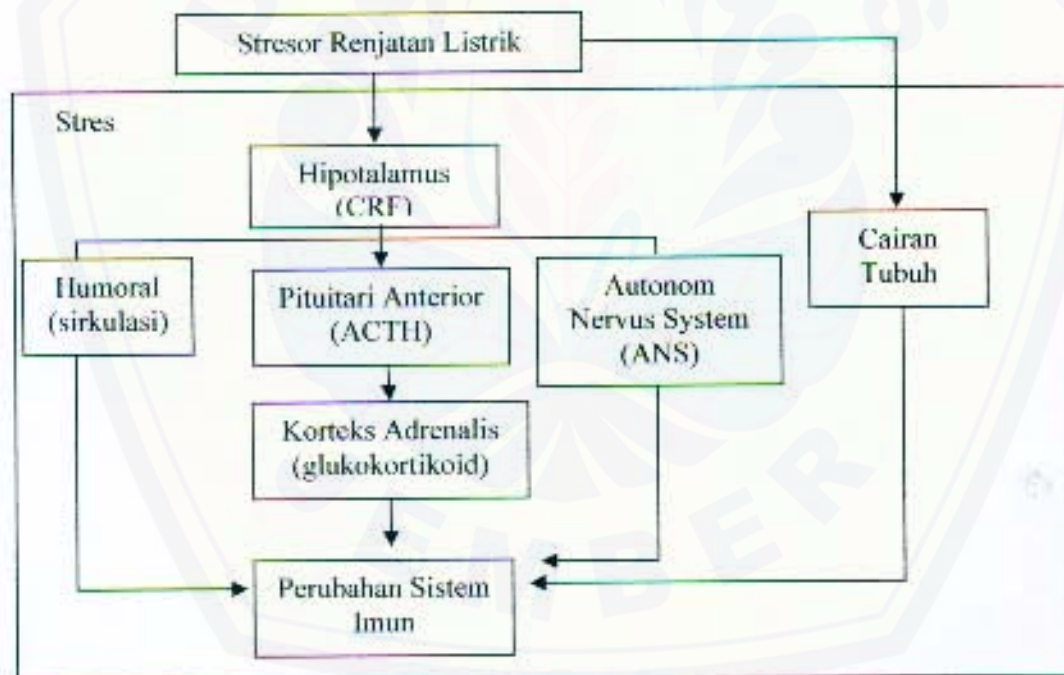 Stresor Renjatan Listrik
Stres
Hipotalamus
(CRF)
Humoral
(sirkulasi)
Pituitari Anterior
(ACTH)
Autonom
Nervus System
(ANS)
Cairan
Tubuh
Korteks Adrenalis
(glukokortikoid)
Perubahan Sistem
Imun
JEMBER